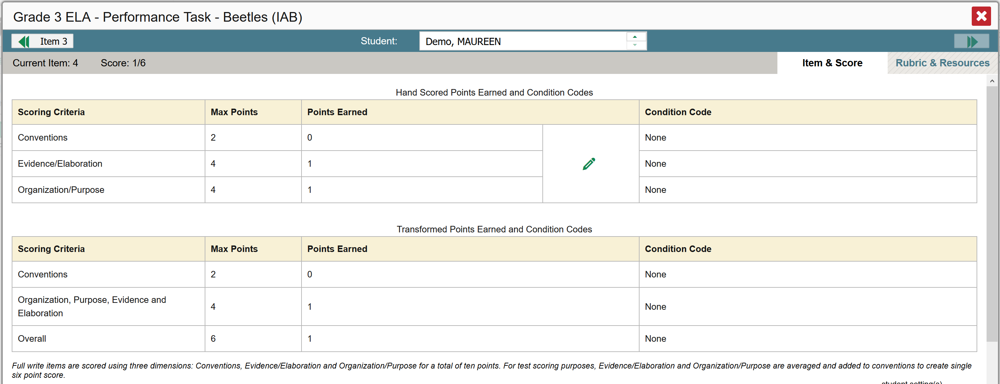 Grade 3 ELA - Performance Task - Beetles (IAB)
Item 3
Student:
Demo, MAUREEN
Current Item: 4
Score: 1/6
Item & Score
Rubric & Resources
Hand Scored Points Earned and Condition Codes
Scoring Criteria Max Points Points Earned Condition Code
Conventions 2 0 None
Evidence/Elaboration 4 1 None
Organization/Purpose 4 1 None
Transformed Points Earned and Condition Codes
Scoring Criteria Max Points Points Earned Condition Code
Conventions 2 0 None
Organization, Purpose, Evidence and
Elaboration 4 1 None
Overall 6 1 None
Full write items are scored using three dimensions: Conventions, Evidence/Elaboration and Organization/Purpose for a total of ten points. For test scoring purposes, Evidence/Elaboration and Organization/Purpose are averaged and added to conventions to create single
six point score.
student setting(s)